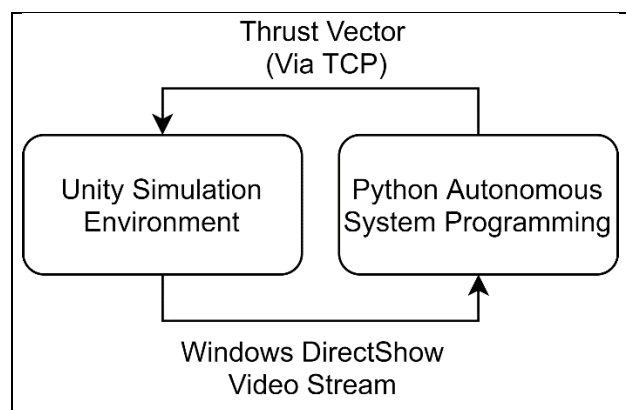 Thrust Vector
(Via TCP)
Unity Simulation
Environment
Python Autonomous
System Programming
Windows DirectShow
Video Stream